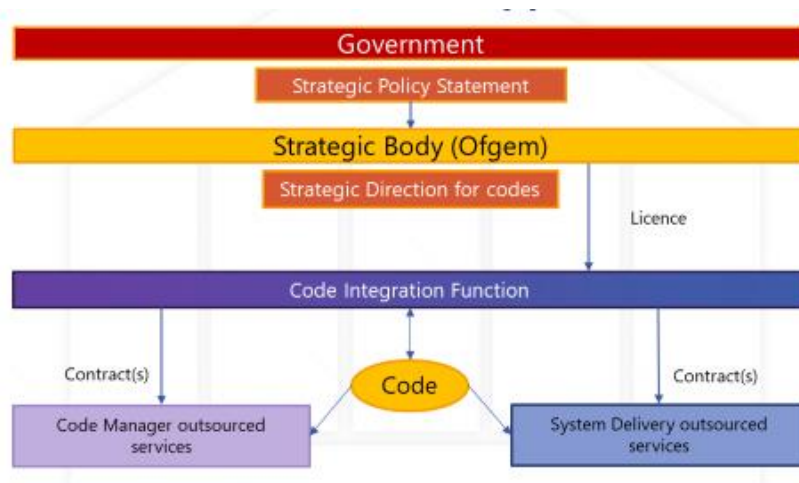 Government
Strategic Policy Statement
Strategic Body (Ofgem)
Strategic Direction for codes
Licence
Code Integration Function
Contract(s)
Code
Contract(s)
Code Manager outsourced
services
System Delivery outsourced
services